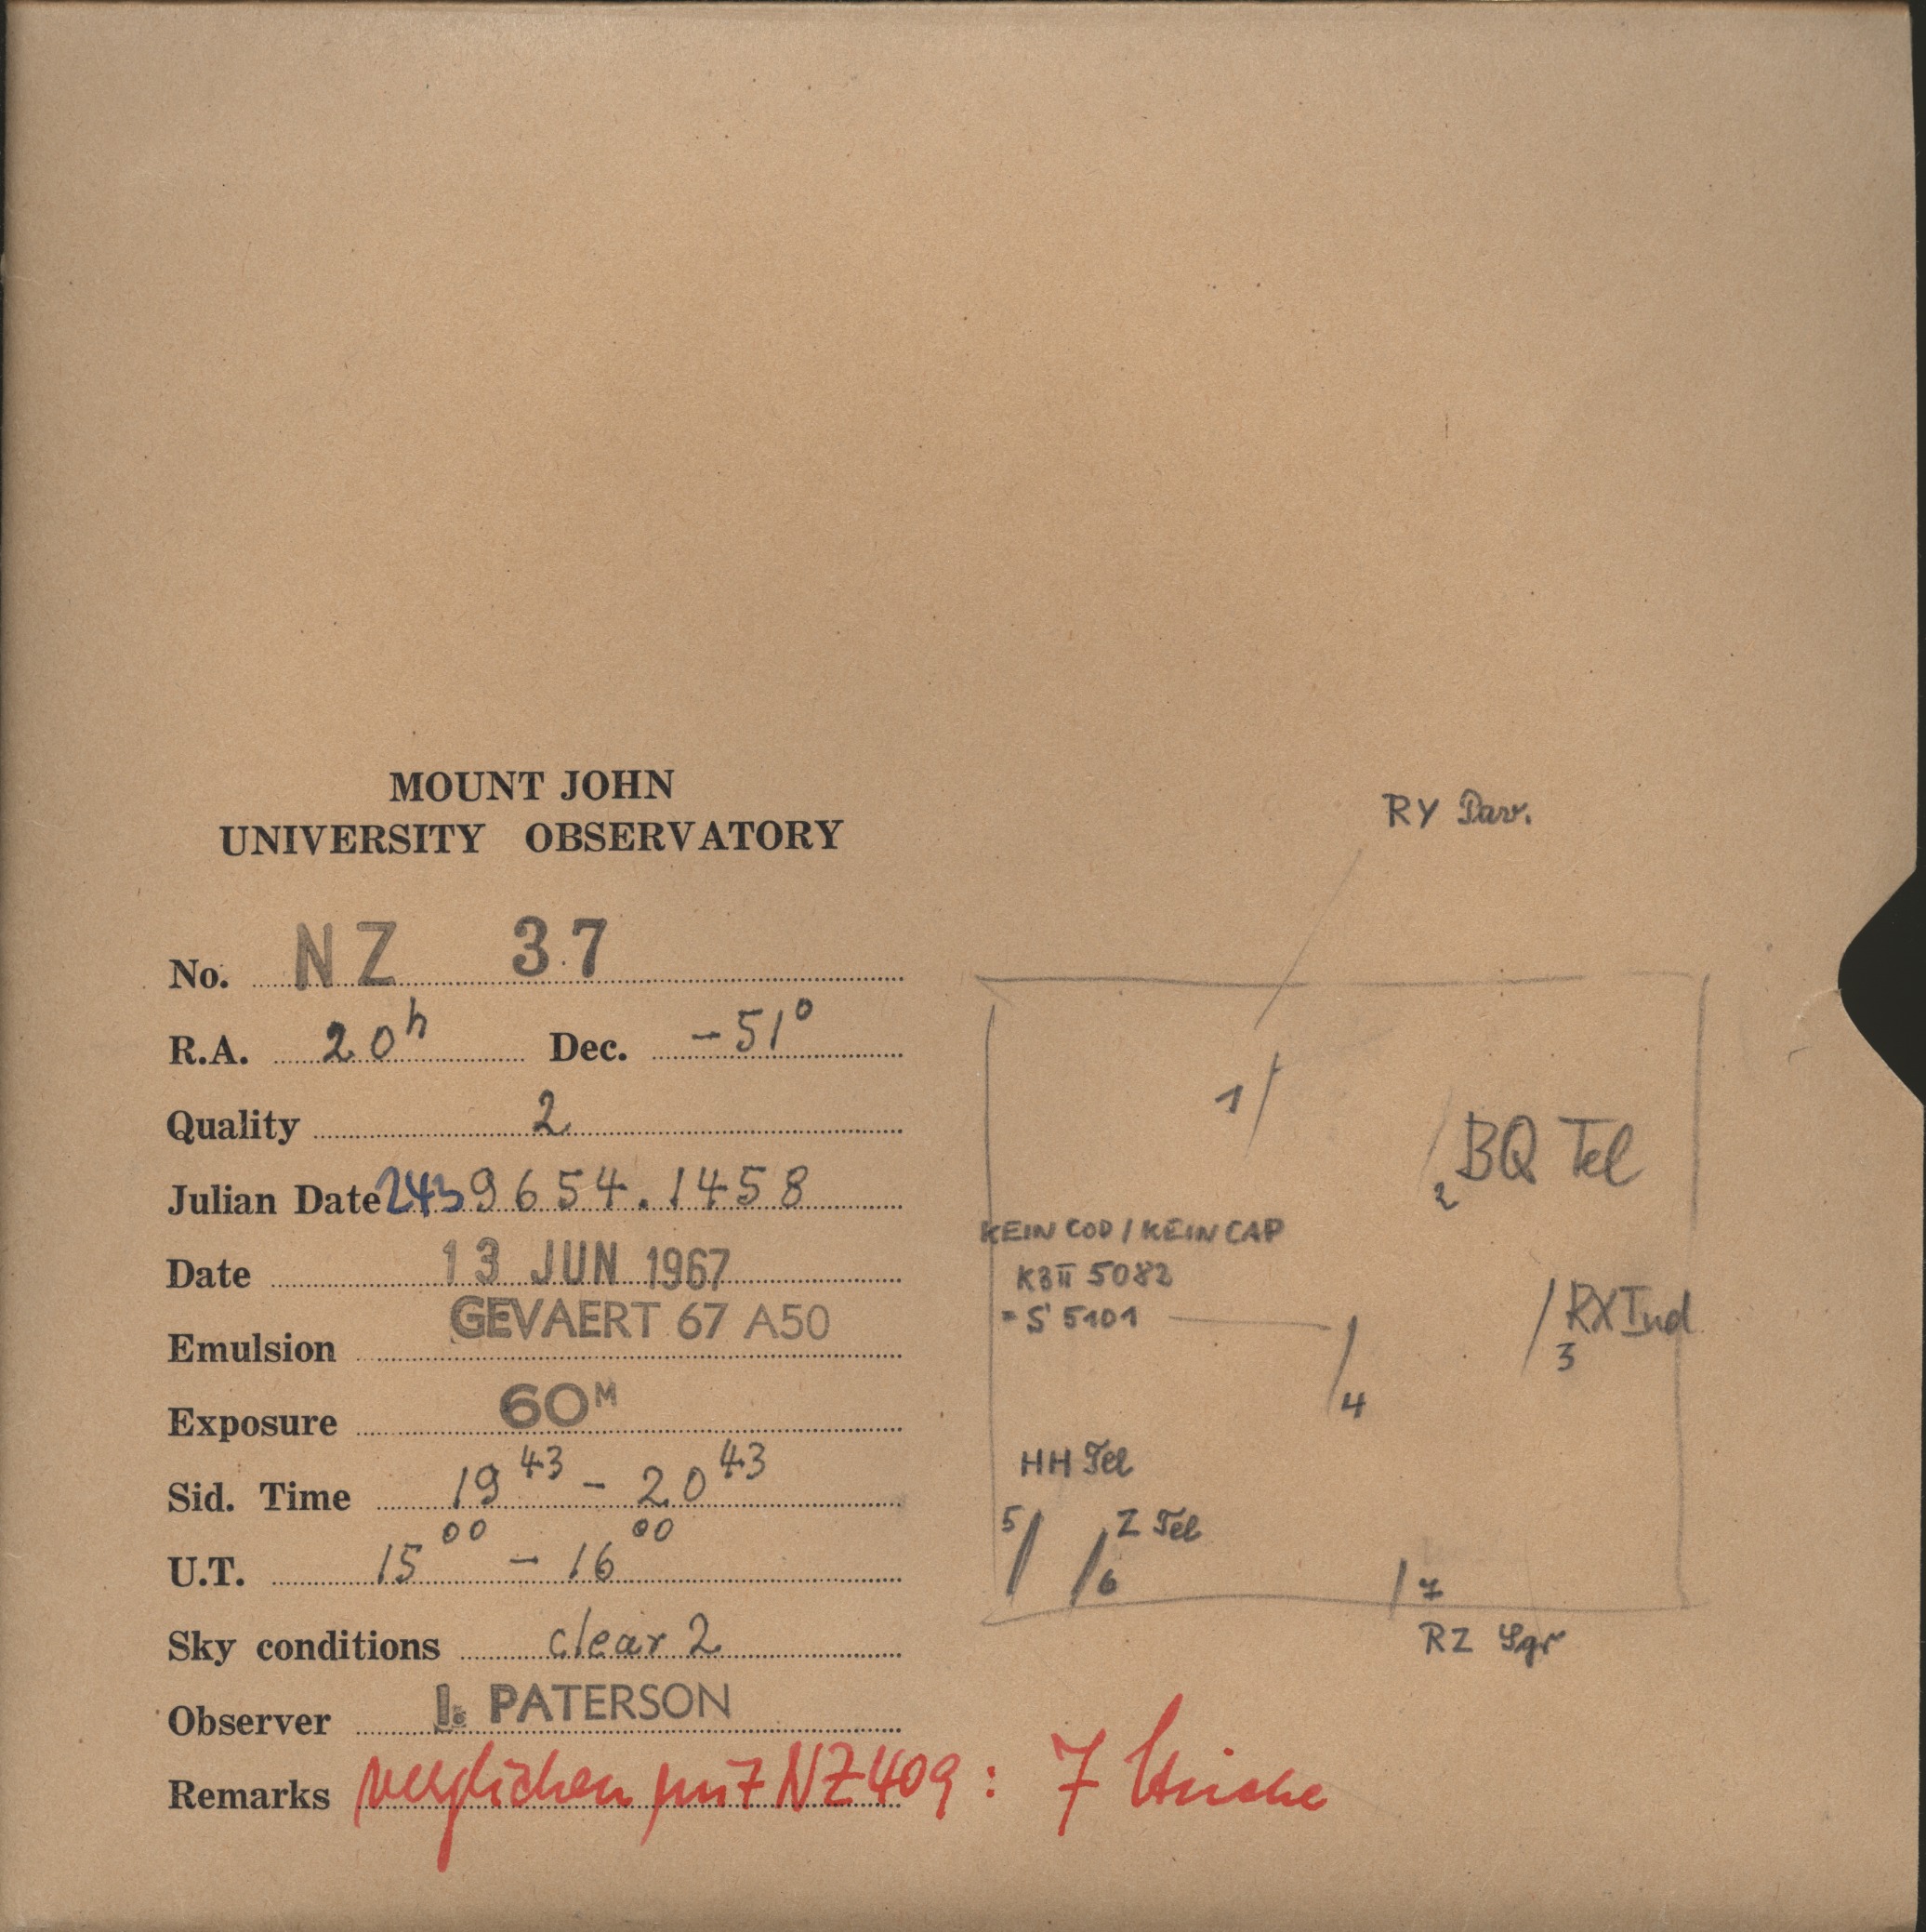 MOUNT JOHN
UNIVERSITY OBSERVATORY
No. NZ 37
R.A. 20h Dec. -51°
Quality 2
Julian Date 2439654.1458
Date 13 JUN 1967
Emulsion GEVAERT 67 A50
Exposure 60M
Sid. Time 19 43 - 20 43
U.T. 15 00 - 16 00
Sky conditions clear 2
Observer I. PATERSON
Remarks verglichen mit NZ 409: 7 Striche
RY Pav.
1
2 BQ Tel
KEIN COD / KEIN CAP
K3II 5082
= S 5101
RX Ind
3
4
HH Tel
5
Z Tel
6
7
RZ Sgr